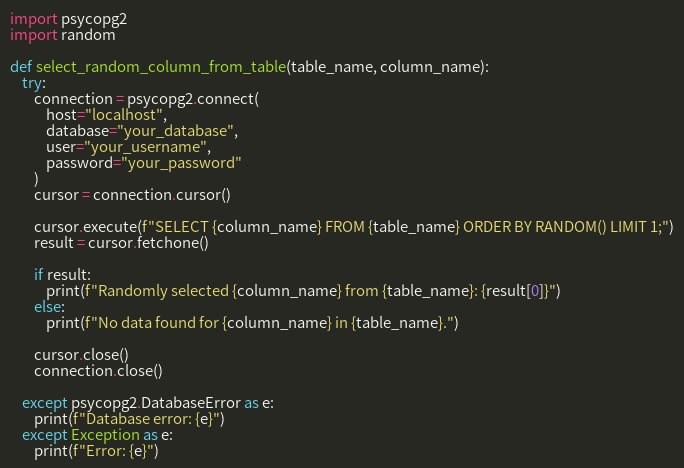 import psycopg2
import random

def select_random_column_from_table(table_name, column_name):
    try:
        connection = psycopg2.connect(
            host="localhost",
            database="your_database",
            user="your_username",
            password="your_password"
        )
        cursor = connection.cursor()

        cursor.execute(f"SELECT {column_name} FROM {table_name} ORDER BY RANDOM() LIMIT 1;")
        result = cursor.fetchone()

        if result:
            print(f"Randomly selected {column_name} from {table_name}: {result[0]}")
        else:
            print(f"No data found for {column_name} in {table_name}.")

        cursor.close()
        connection.close()

    except psycopg2.DatabaseError as e:
        print(f"Database error: {e}")
    except Exception as e:
        print(f"Error: {e}")